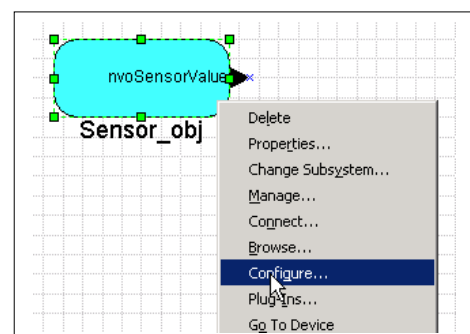 nvoSensorValue
Sensor_obj
Delete
Properties...
Change Subsystem...
Manage...
Connect...
Browse...
Configure...
Plug-Ins...
Go To Device